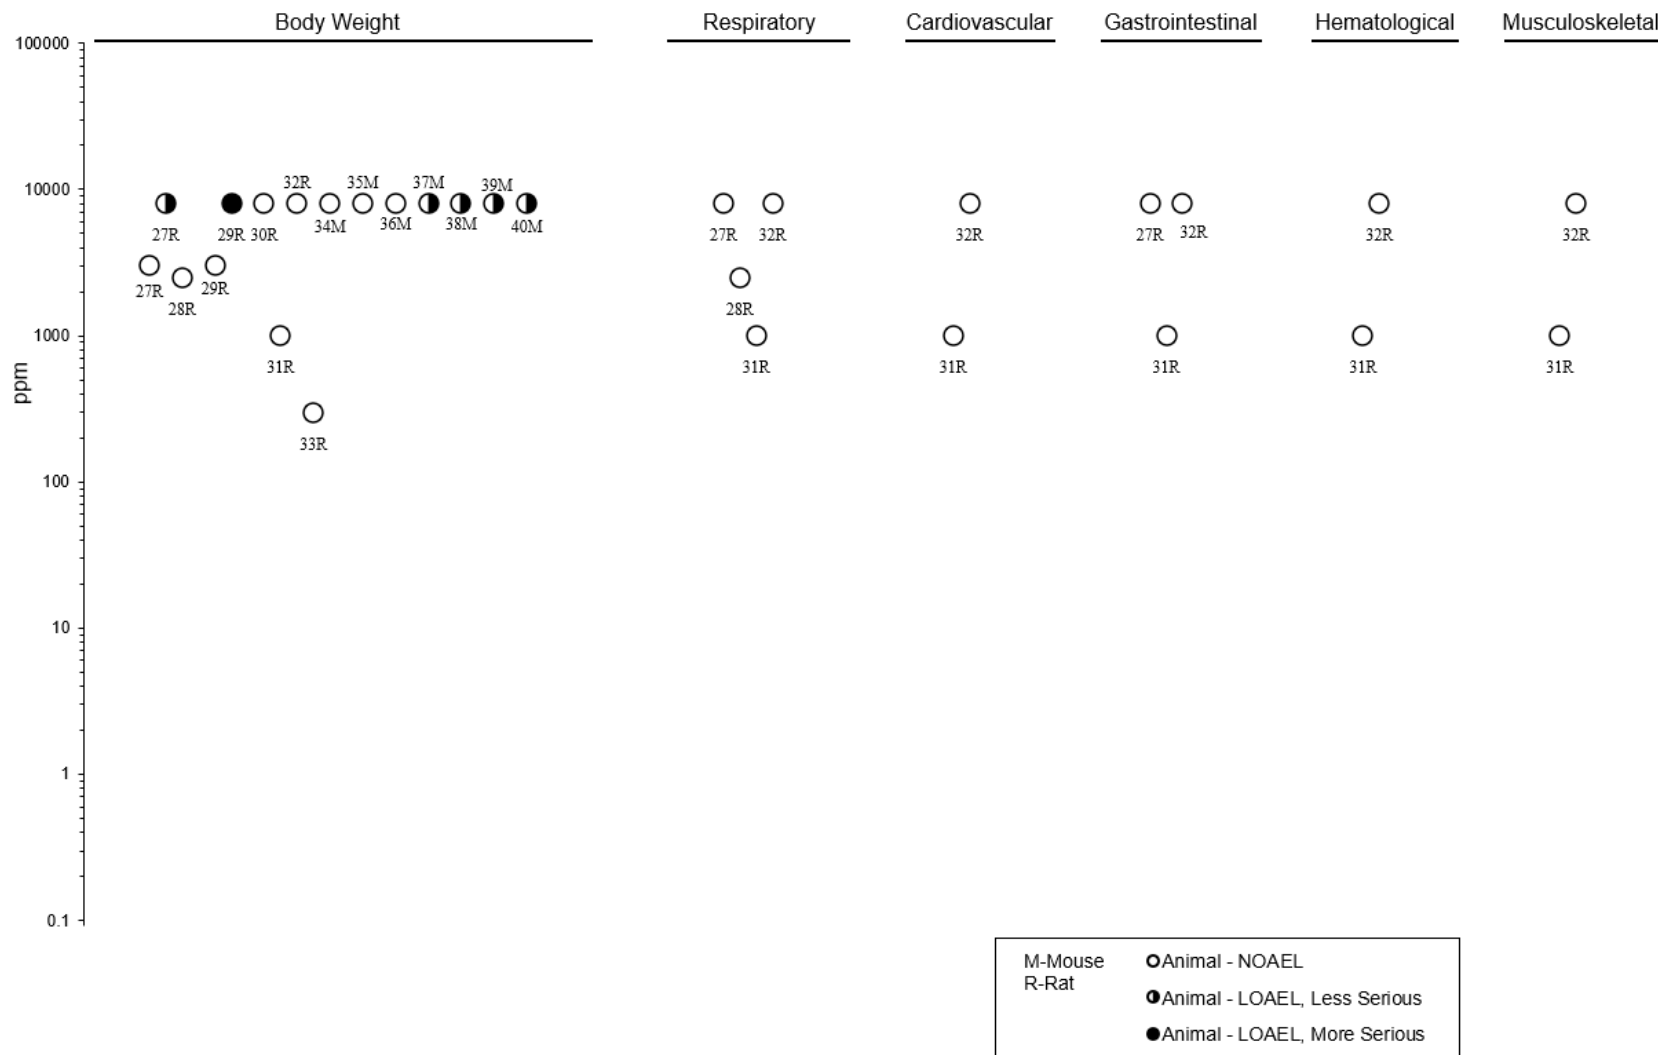 Body Weight Respiratory Cardiovascular Gastrointestinal Hematological Musculoskeletal
100000
10000
1000
100
10
1
0.1
ppm
32R 35M 37M 39M
27R 29R 30R 34M 36M 38M 40M
27R 28R 29R
31R
33R
27R 32R
28R
31R
32R
31R
27R 32R
31R
32R
31R
32R
31R
M-Mouse
R-Rat
Animal - NOAEL
Animal - LOAEL, Less Serious
Animal - LOAEL, More Serious